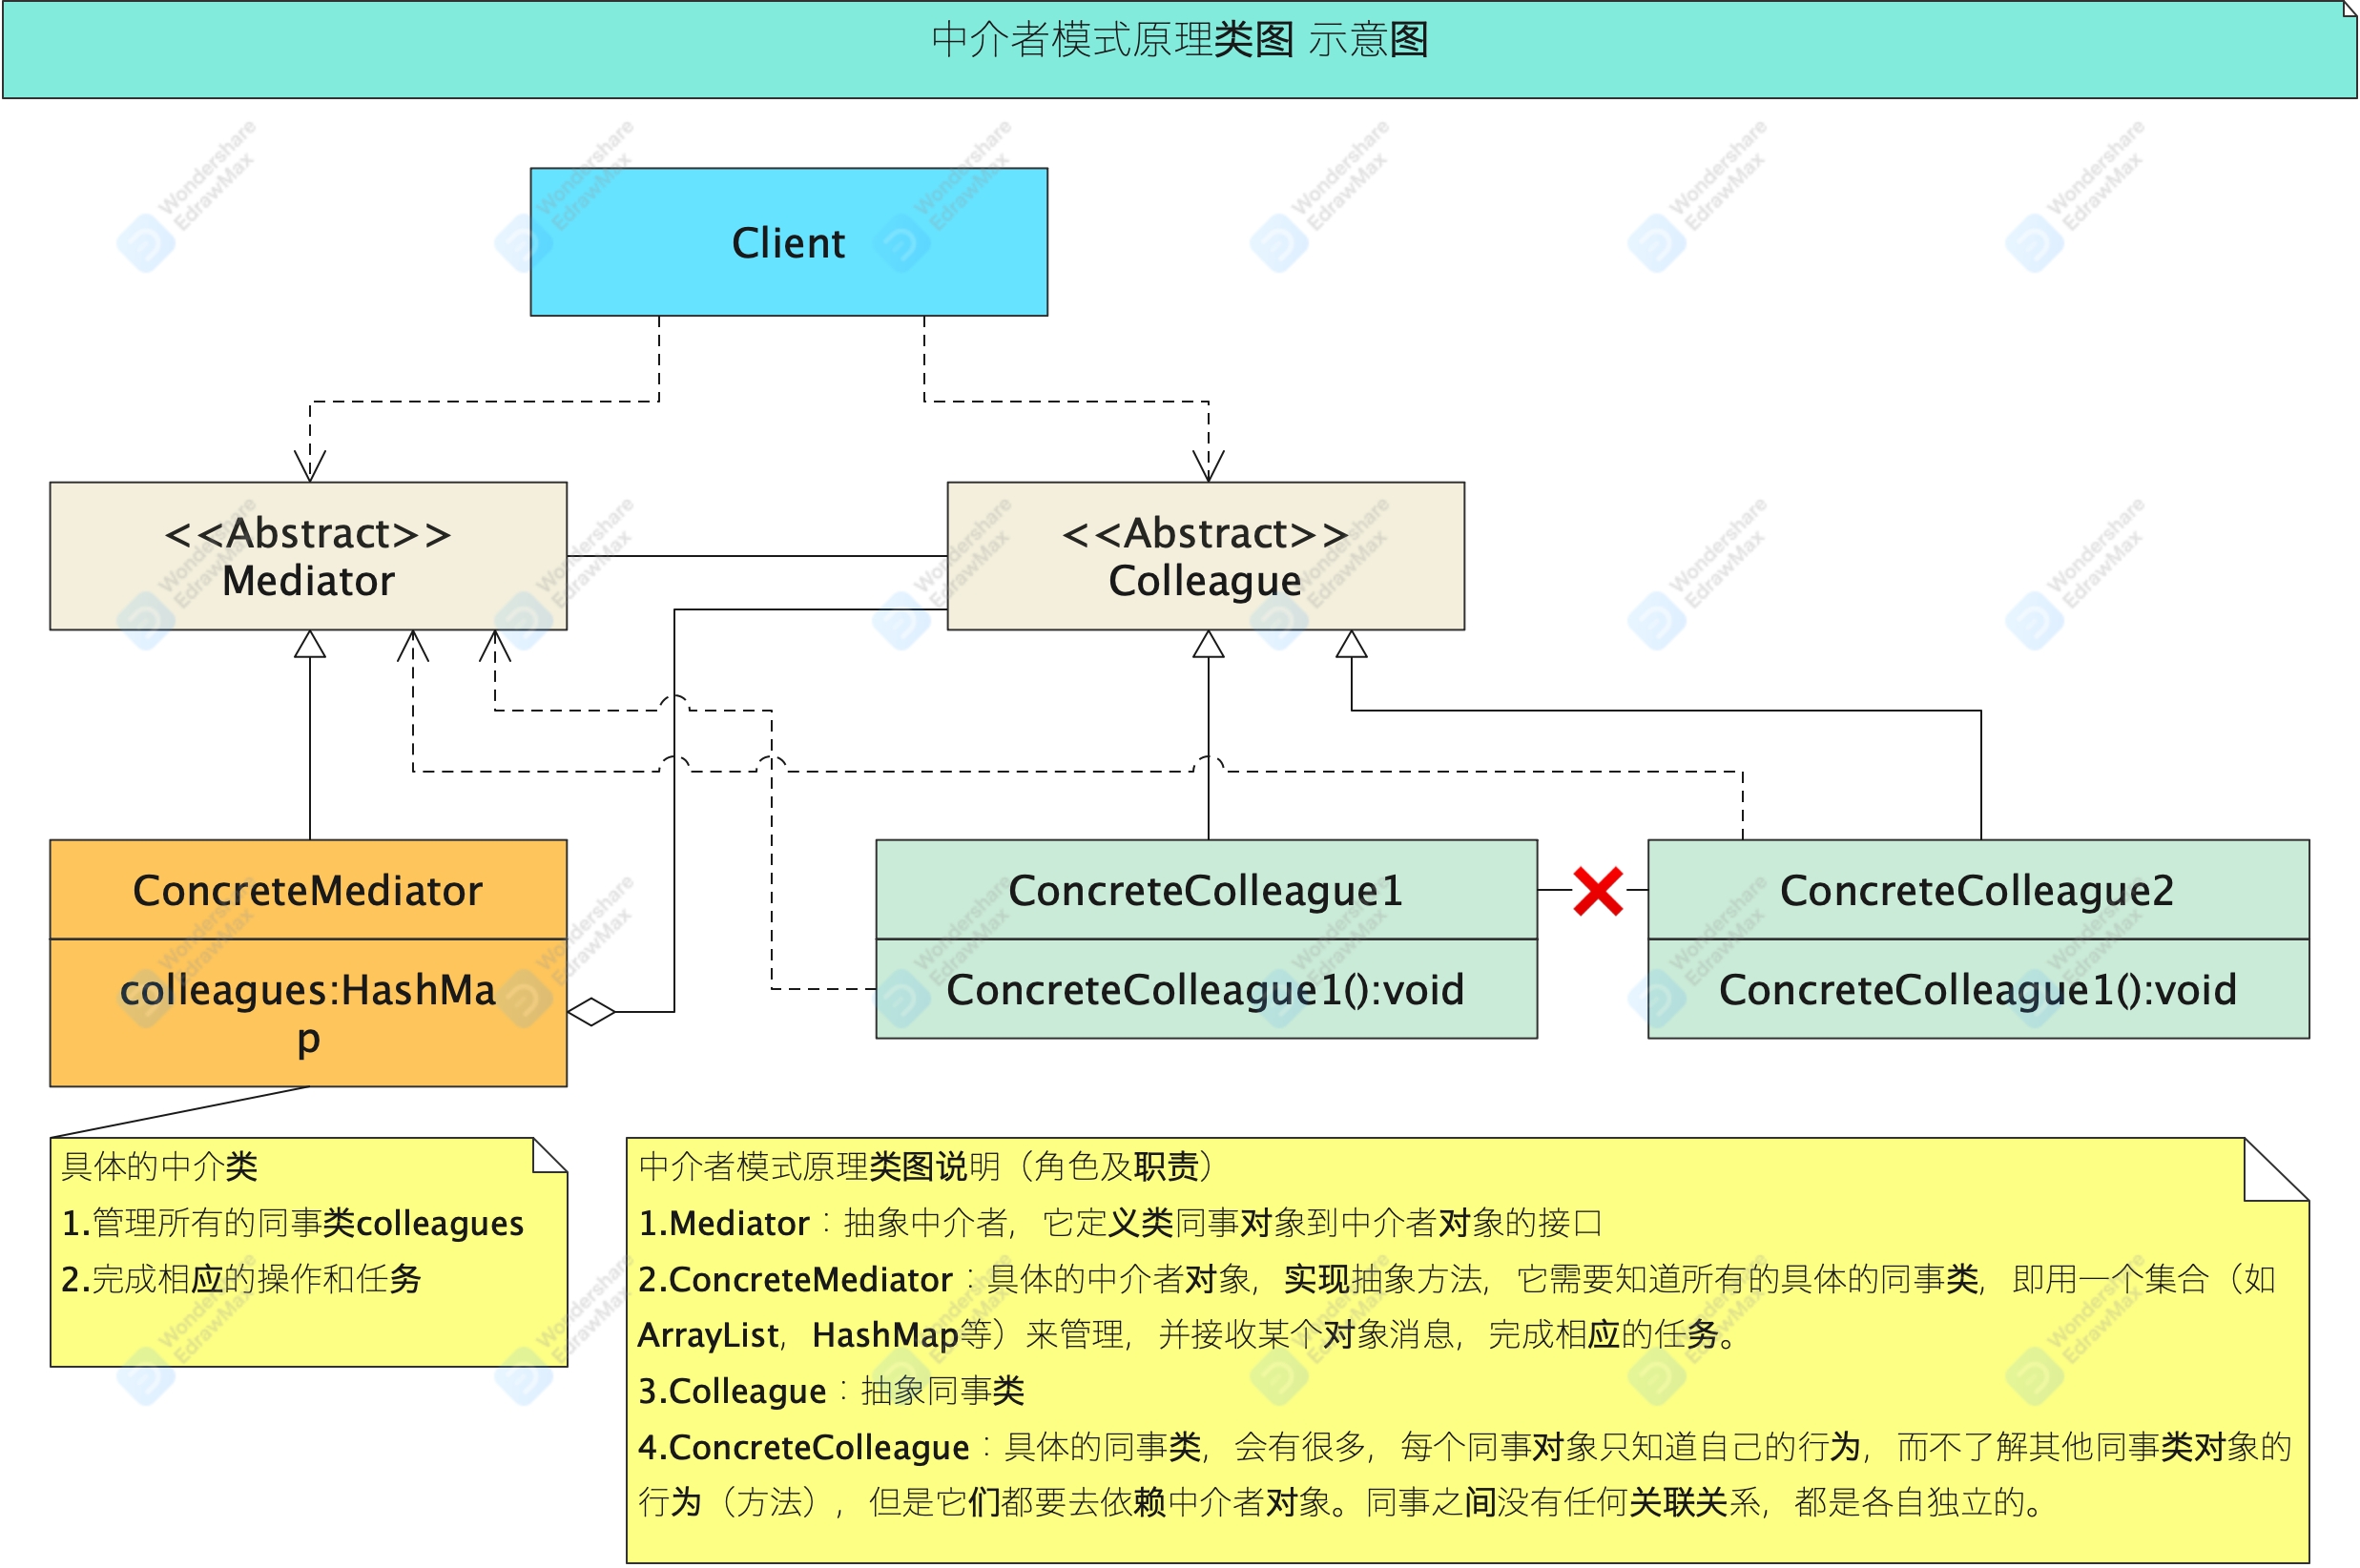 中介者模式原理类图 示意图
Client
<<Abstract>>
Mediator
<<Abstract>>
Colleague
ConcreteMediator
colleagues:HashMa
p
ConcreteColleague1
ConcreteColleague1():void
ConcreteColleague2
ConcreteColleague1():void
具体的中介类
1.管理所有的同事类colleagues
2.完成相应的操作和任务
中介者模式原理类图说明（角色及职责）
1.Mediator：抽象中介者，它定义类同事对象到中介者对象的接口
2.ConcreteMediator：具体的中介者对象，实现抽象方法，它需要知道所有的具体的同事类，即用一个集合（如
ArrayList，HashMap等）来管理，并接收某个对象消息，完成相应的任务。
3.Colleague：抽象同事类
4.ConcreteColleague：具体的同事类，会有很多，每个同事对象只知道自己的行为，而不了解其他同事类对象的
行为（方法），但是它们都要去依赖中介者对象。同事之间没有任何关联关系，都是各自独立的。
Wondershare
EdrawMax